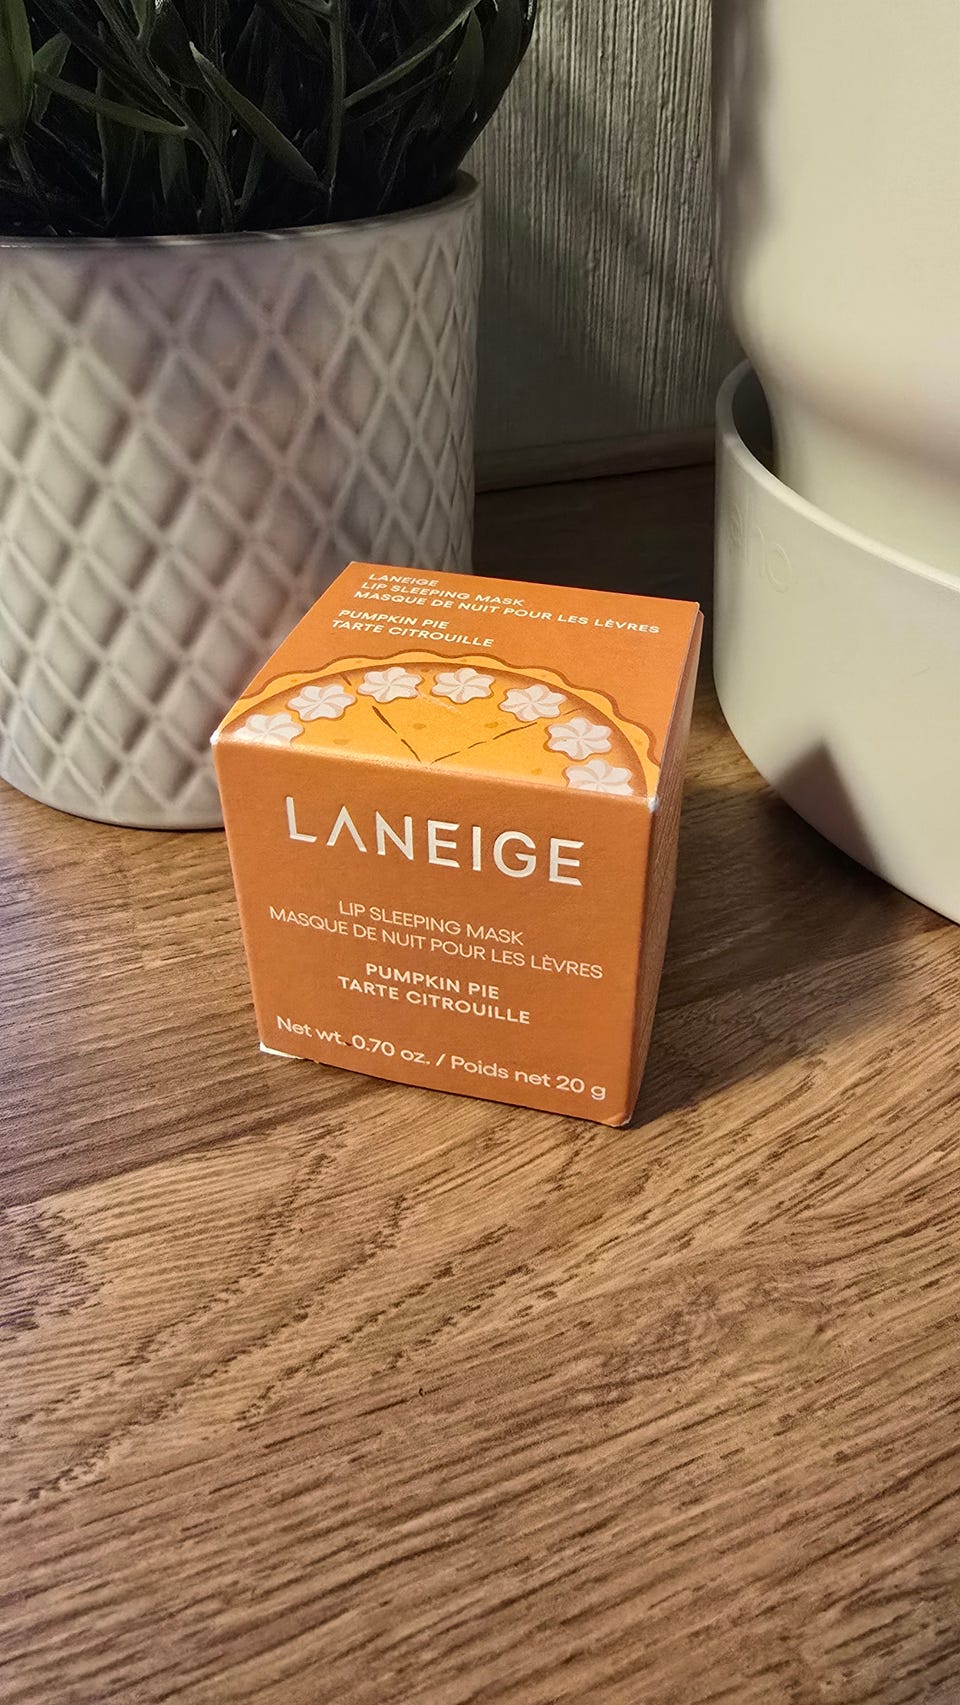 LANEIGE
LIP SLEEPING MASK
MASQUE DE NUIT POUR LES LÈVRES
PUMPKIN PIE
TARTE CITROUILLE
LANEIGE
LIP SLEEPING MASK
MASQUE DE NUIT POUR LES LÈVRES
PUMPKIN PIE
TARTE CITROUILLE
Net wt. 0.70 oz. / Poids net 20 g